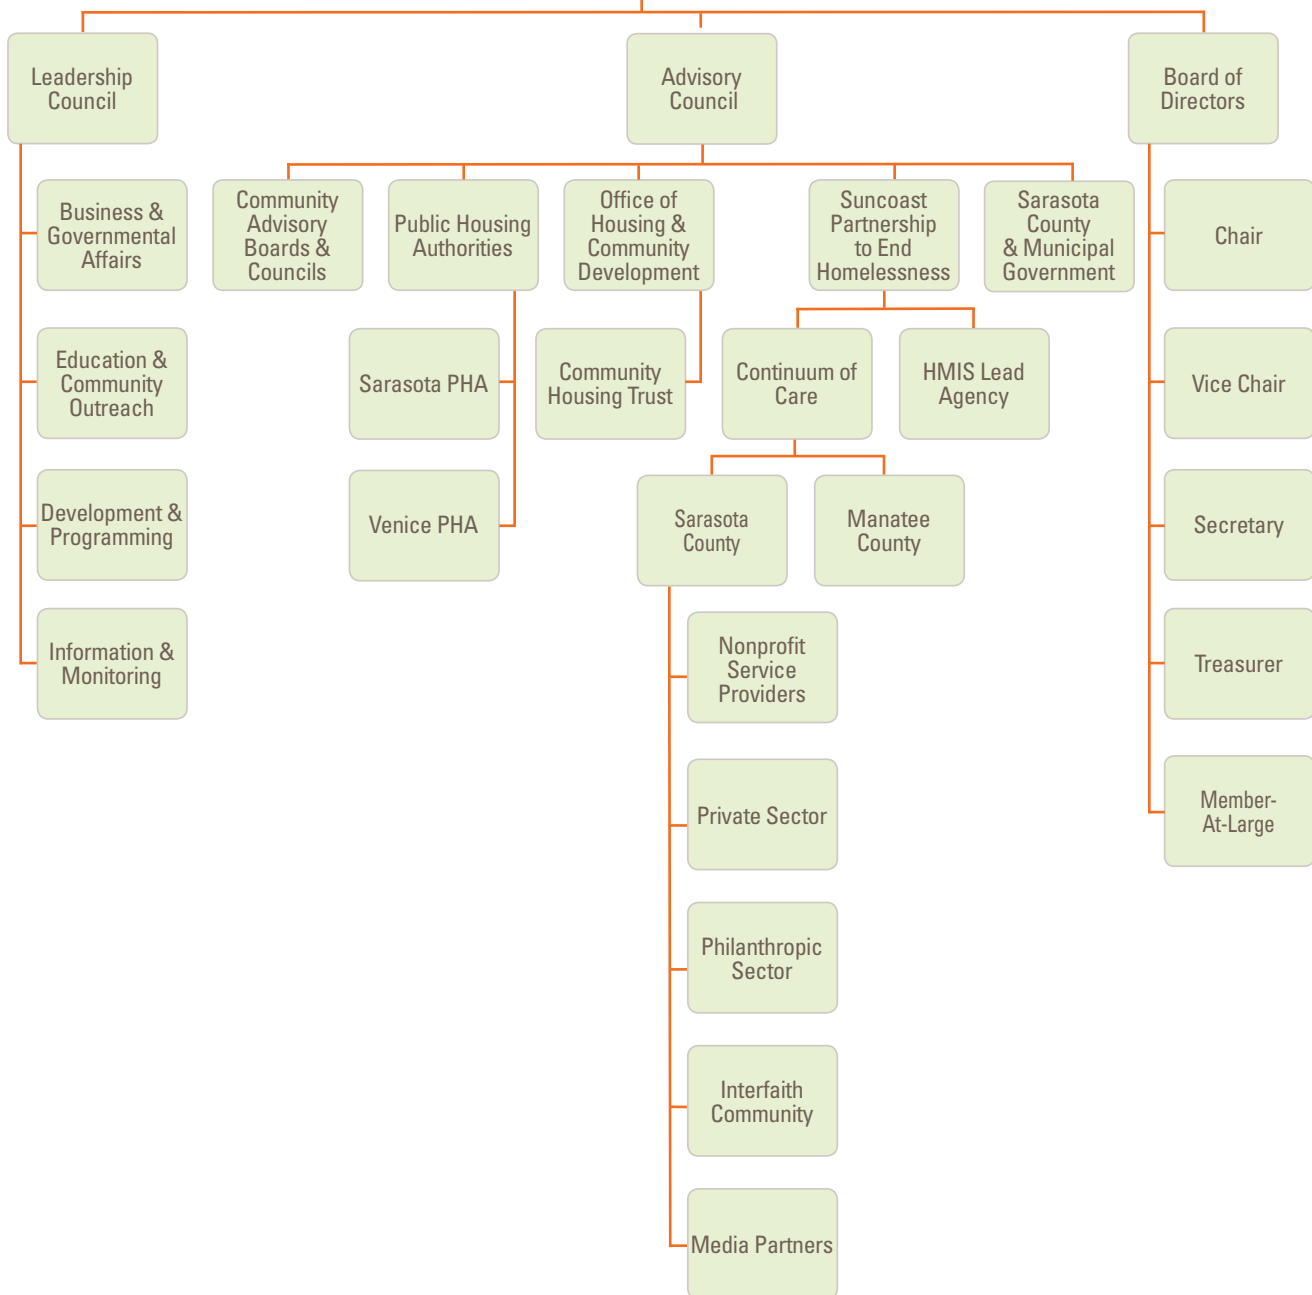 Leadership
Council
Advisory
Council
Board of
Directors
Business &
Governmental
Affairs
Community
Advisory
Boards &
Councils
Public Housing
Authorities
Office of
Housing &
Community
Development
Suncoast
Partnership
to End
Homelessness
Sarasota
County
& Municipal
Government
Chair
Education &
Community
Outreach
Sarasota PHA
Community
Housing Trust
Continuum of
Care
HMIS Lead
Agency
Vice Chair
Development &
Programming
Venice PHA
Sarasota
County
Manatee
County
Secretary
Information &
Monitoring
Nonprofit
Service
Providers
Treasurer
Private Sector
Member-
At-Large
Philanthropic
Sector
Interfaith
Community
Media Partners